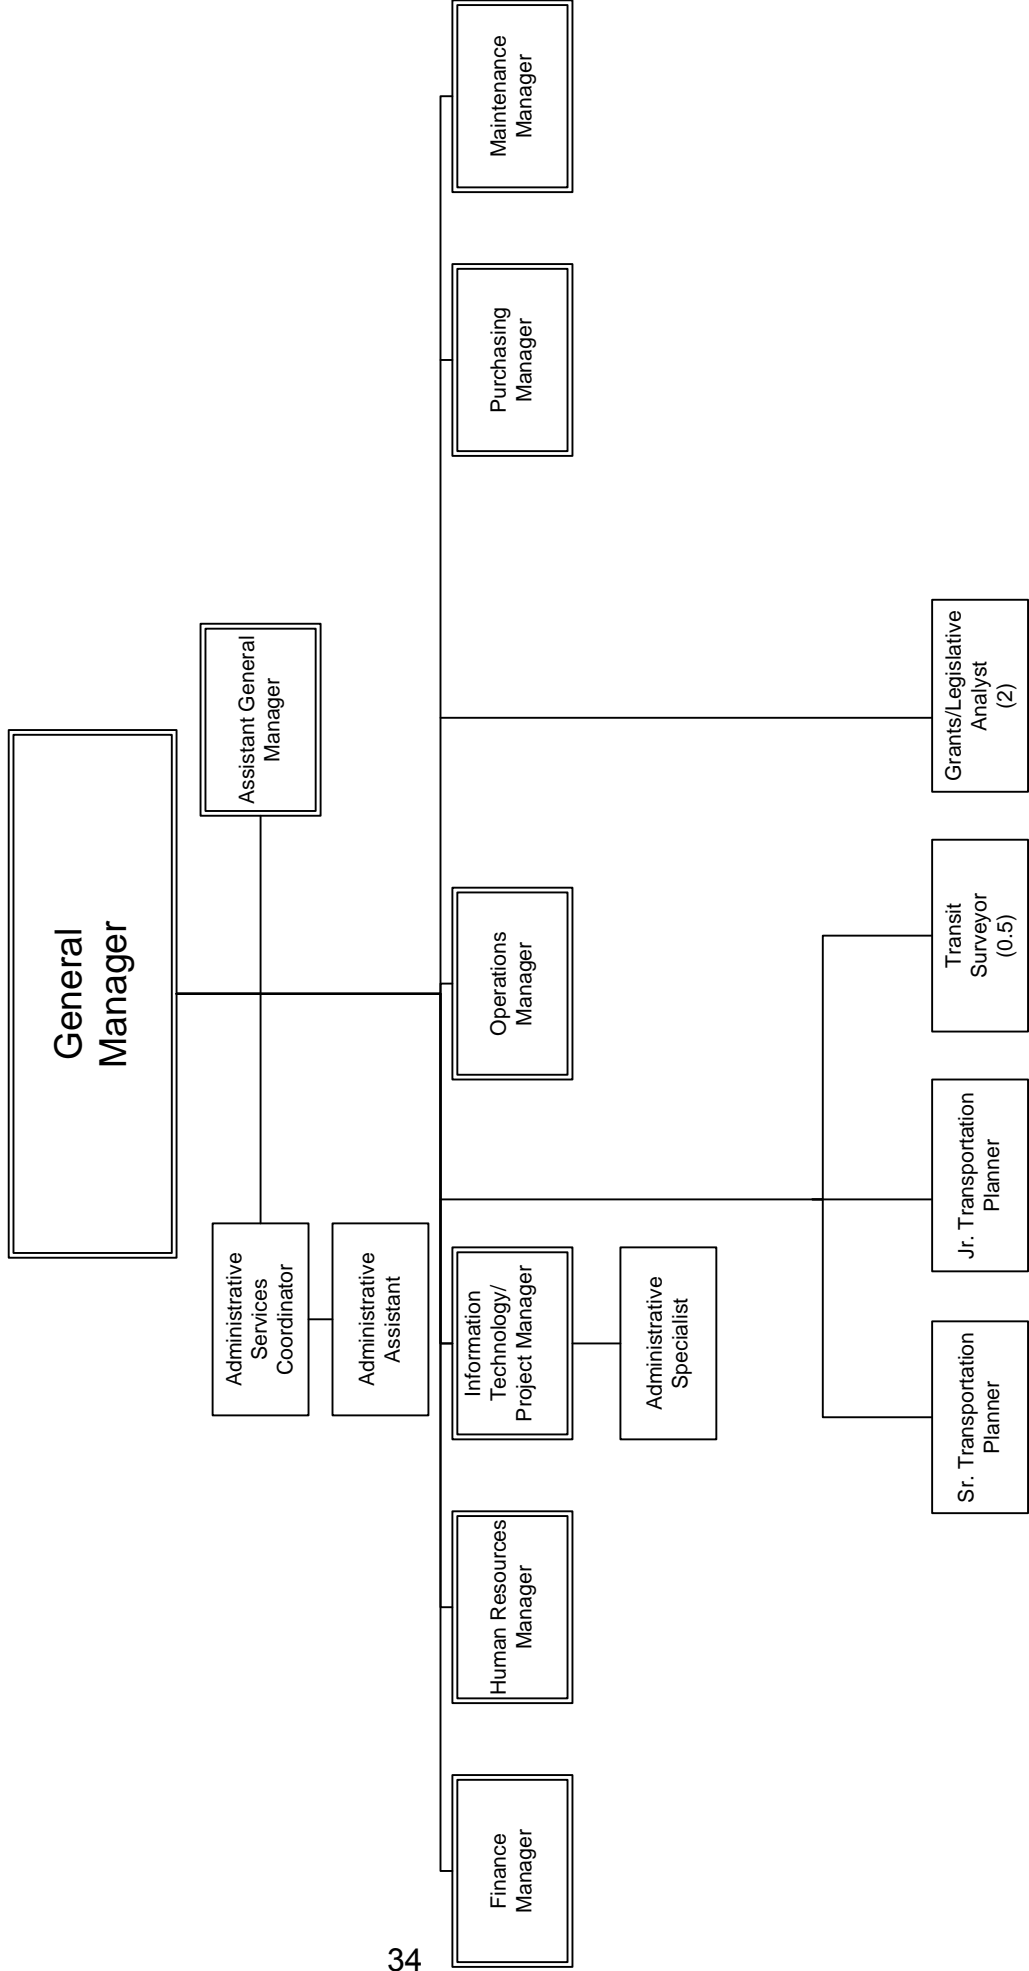 General
Manager
Assistant General
Manager
Administrative
Services
Coordinator
Administrative
Assistant
Finance
Manager
Human Resources
Manager
Information
Technology/
Project Manager
Operations
Manager
Purchasing
Manager
Maintenance
Manager
Administrative
Specialist
Sr. Transportation
Planner
Jr. Transportation
Planner
Transit
Surveyor
(0.5)
Grants/Legislative
Analyst
(2)
34